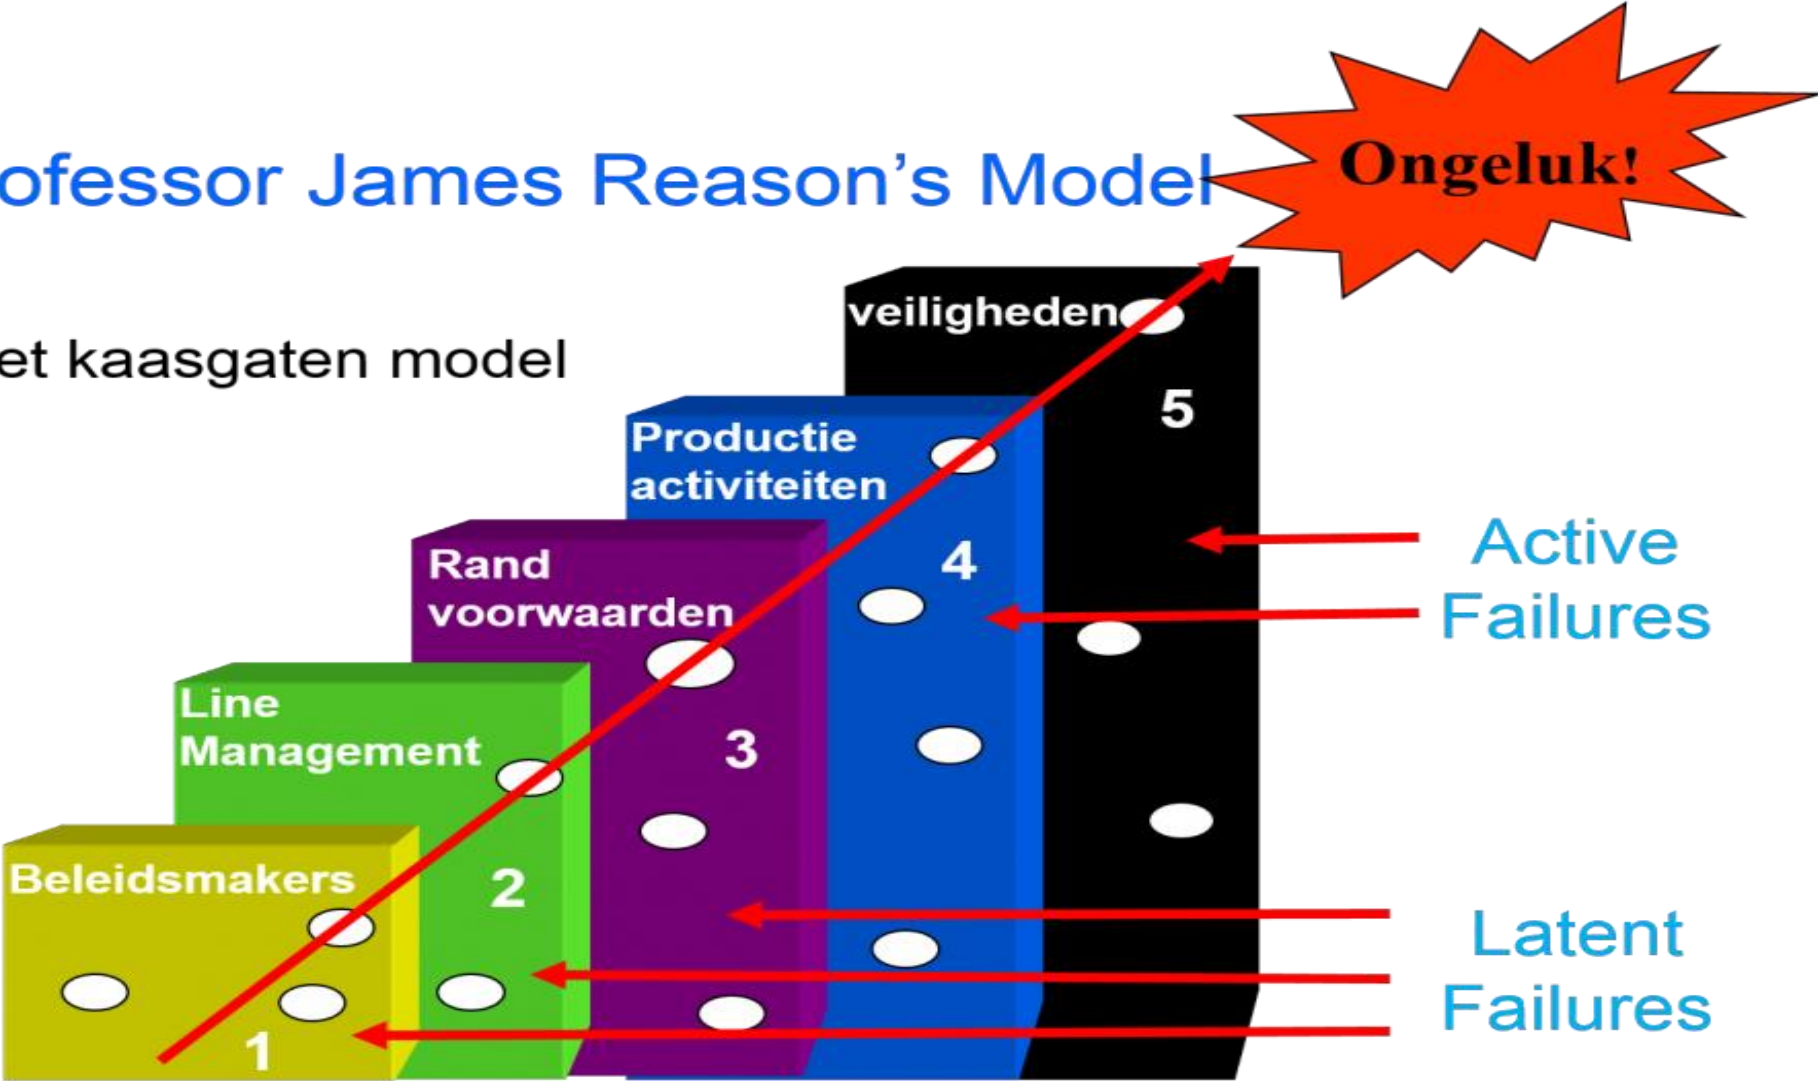 ofessor James Reason’s Model
Ongeluk!
et kaasgaten model
veiligheden
5
Productie
activiteiten
4
Rand
voorwaarden
3
Line
Management
2
Beleidsmakers
1
Active
Failures
Latent
Failures